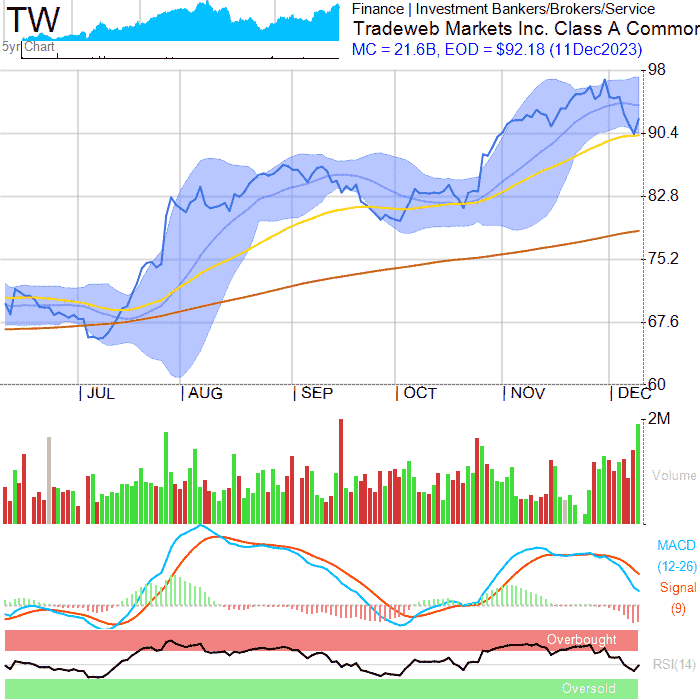 TW
Finance | Investment Bankers/Brokers/Service
Tradeweb Markets Inc. Class A Common
MC = 21.6B, EOD = $92.18 (11Dec2023)
5yr Chart
98
90.4
82.8
75.2
67.6
60
JUL
AUG
SEP
OCT
NOV
DEC
2M
Volume
MACD
(12-26)
Signal
(9)
Overbought
RSI(14)
Oversold